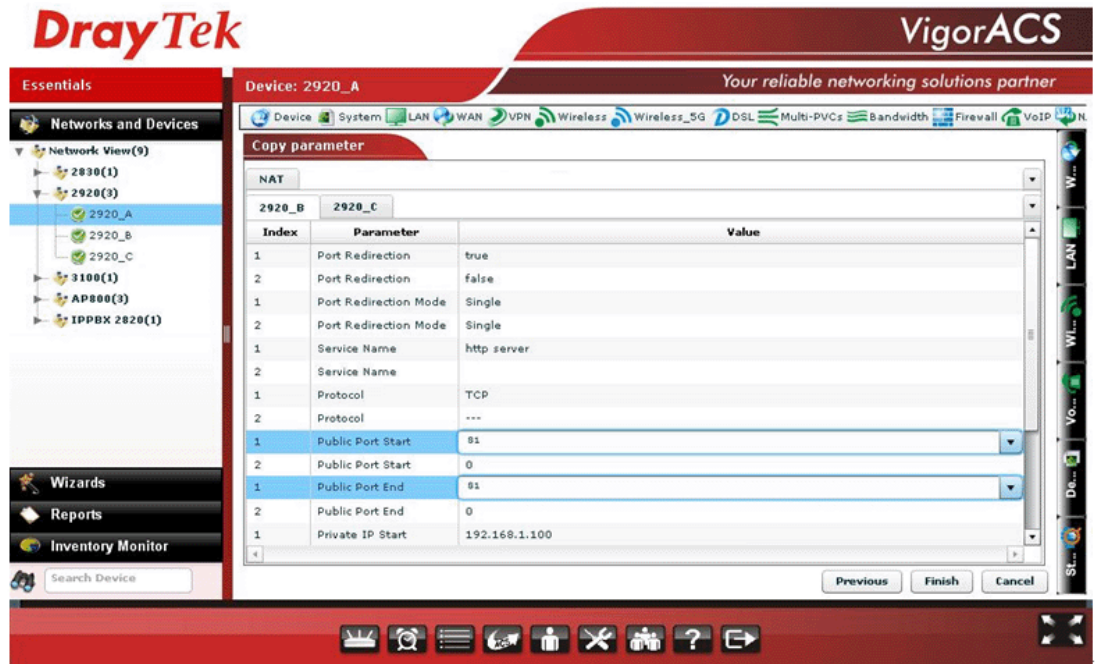 DrayTek
VigorACS
Essentials
Device: 2920_A
Your reliable networking solutions partner
Networks and Devices
Device System LAN WAN VPN Wireless Wireless_5G DSL Multi-PVCs Bandwidth Firewall VoIP N.
Network View(9)
2830(1)
2920(3)
2920_A
2920_B
2920_C
3100(1)
AP800(3)
IPPBX 2820(1)
Copy parameter
NAT
2920_B 2920_C
Index Parameter Value
1 Port Redirection true
2 Port Redirection false
1 Port Redirection Mode Single
2 Port Redirection Mode Single
1 Service Name http server
2 Service Name
1 Protocol TCP
2 Protocol ---
1 Public Port Start 81
2 Public Port Start 0
1 Public Port End 81
2 Public Port End 0
1 Private IP Start 192.168.1.100
W...
LAN
Wi...
Vo...
De...
St...
Wizards
Reports
Inventory Monitor
Search Device
Previous Finish Cancel
?